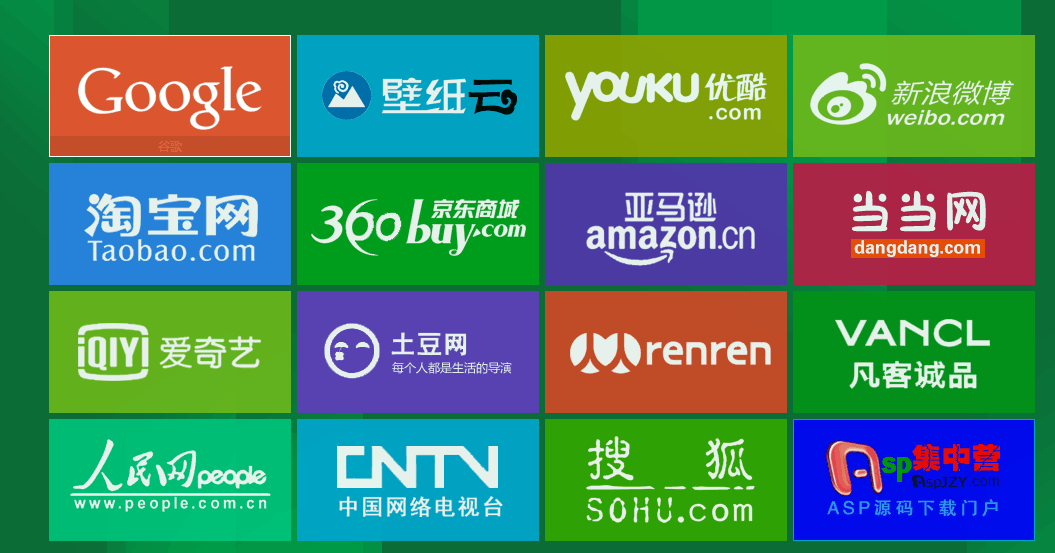 Google
谷歌
壁纸云
YOUKU 优酷
.com
新浪微博
weibo.com
淘宝网
Taobao.com
360buy.com
京东商城
亚马逊
amazon.cn
当当网
dangdang.com
iQIYI 爱奇艺
土豆网
每个人都是生活的导演
renren
VANCL
凡客诚品
人民网 people
www.people.com.cn
CNTV
中国网络电视台
搜狐
SOHU.com
Asp集中营
AspJZY.com
ASP源码下载门户